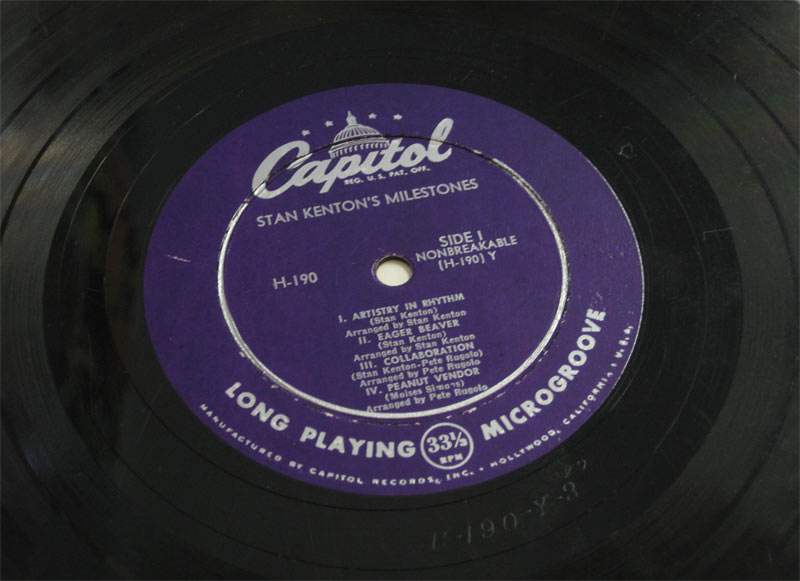 Capitol
REG. U.S. PAT. OFF.
STAN KENTON'S MILESTONES
SIDE I
NONBREAKABLE
(H-190) Y
H-190
I. ARTISTRY IN RHYTHM
(Stan Kenton)
Arranged by Stan Kenton
II. EAGER BEAVER
(Stan Kenton)
Arranged by Stan Kenton
III. COLLABORATION
(Stan Kenton-Pete Rugolo)
Arranged by Pete Rugolo
IV. PEANUT VENDOR
(Moises Simons)
Arranged by Pete Rugolo
LONG PLAYING 33⅓ RPM MICROGROOVE
MANUFACTURED BY CAPITOL RECORDS, INC. • HOLLYWOOD, CALIFORNIA, U.S.A.
H-190-Y-3